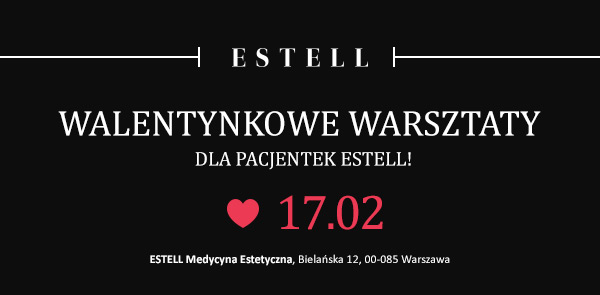 ESTELL
WALENTYNKOWE WARSZTATY
DLA PACJENTEK ESTELL!
17.02
ESTELL Medycyna Estetyczna, Bielańska 12, 00-085 Warszawa